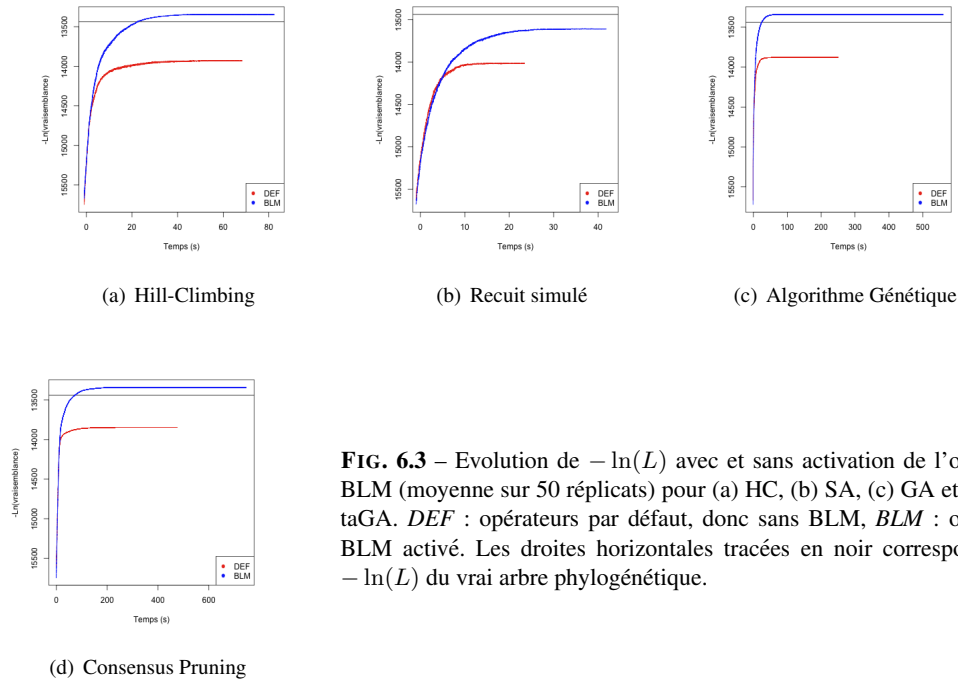 13500
14000
14500
15000
15500
-Ln(vraisemblance)
DEF
BLM
0 20 40 60 80
Temps (s)
(a) Hill-Climbing
13500
14000
14500
15000
15500
-Ln(vraisemblance)
DEF
BLM
0 10 20 30 40
Temps (s)
(b) Recuit simulé
13500
14000
14500
15000
15500
-Ln(vraisemblance)
DEF
BLM
0 100 200 300 400 500
Temps (s)
(c) Algorithme Génétique
13500
14000
14500
15000
15500
-Ln(vraisemblance)
DEF
BLM
0 200 400 600
Temps (s)
(d) Consensus Pruning
FIG. 6.3 – Evolution de − ln(L) avec et sans activation de l'o
BLM (moyenne sur 50 réplicats) pour (a) HC, (b) SA, (c) GA et
taGA. DEF : opérateurs par défaut, donc sans BLM, BLM : o
BLM activé. Les droites horizontales tracées en noir correspo
− ln(L) du vrai arbre phylogénétique.